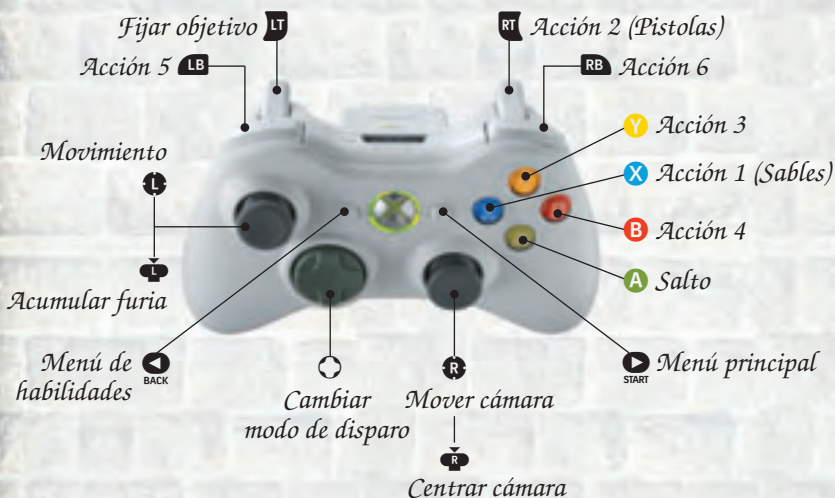 Fijar objetivo LT
RT Acción 2 (Pistolas)
Acción 5 LB
RB Acción 6
Y Acción 3
Movimiento
L
X Acción 1 (Sables)
B Acción 4
L
Acumular furia
A Salto
Menú de
habilidades
BACK
Cambiar
modo de disparo
R
Mover cámara
R
Centrar cámara
START
Menú principal